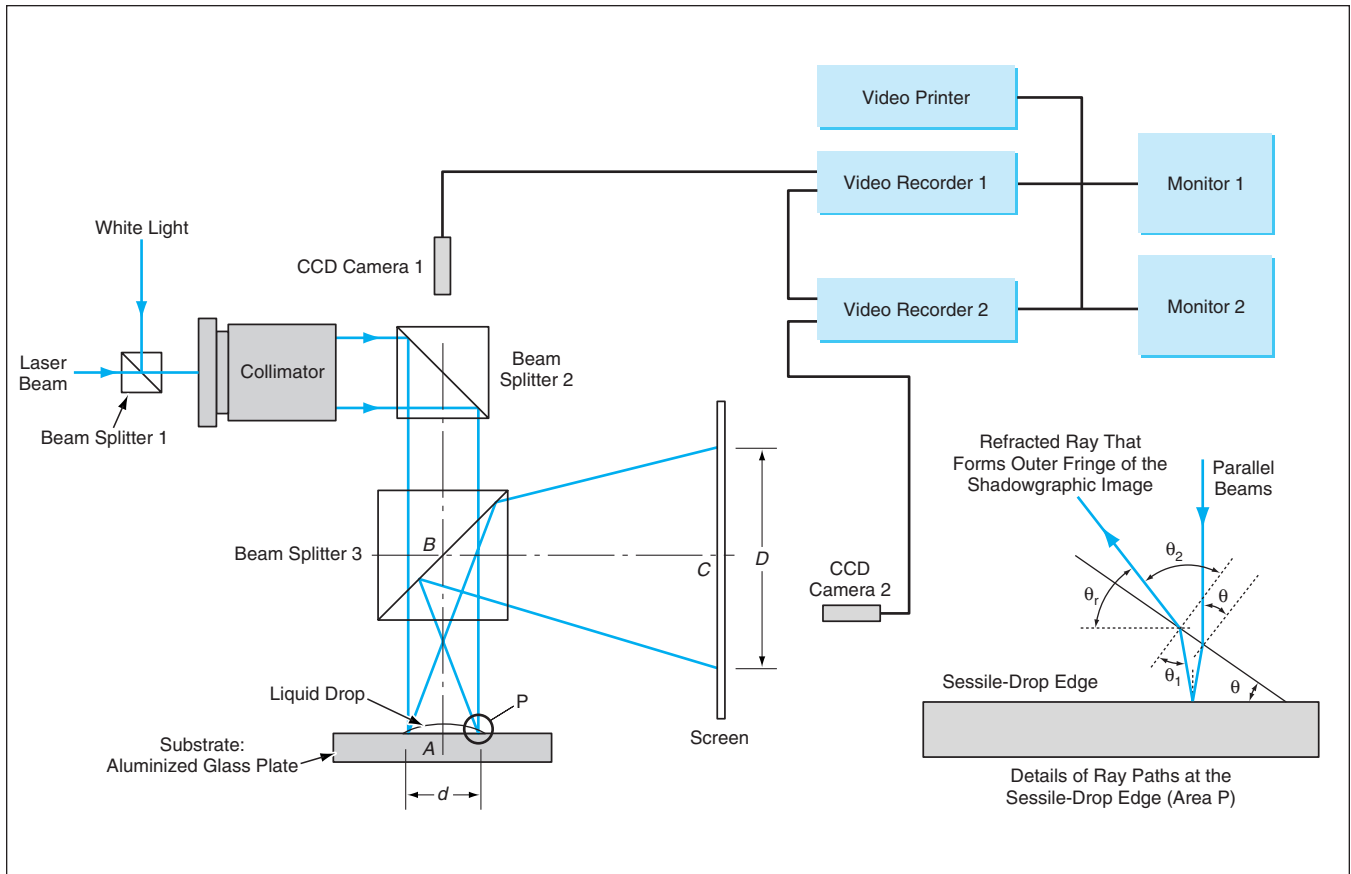 Video Printer
Video Recorder 1
Monitor 1
White Light
CCD Camera 1
Video Recorder 2
Monitor 2
Laser
Beam
Collimator
Beam
Splitter 2
Beam Splitter 1
Refracted Ray That
Forms Outer Fringe of the
Shadowgraphic Image
Parallel
Beams
Beam Splitter 3
B
C
D
CCD
Camera 2
θ2
θ
θr
θ1
θ
Liquid Drop
P
Sessile-Drop Edge
Screen
Substrate:
Aluminized Glass Plate
A
d
Details of Ray Paths at the
Sessile-Drop Edge (Area P)